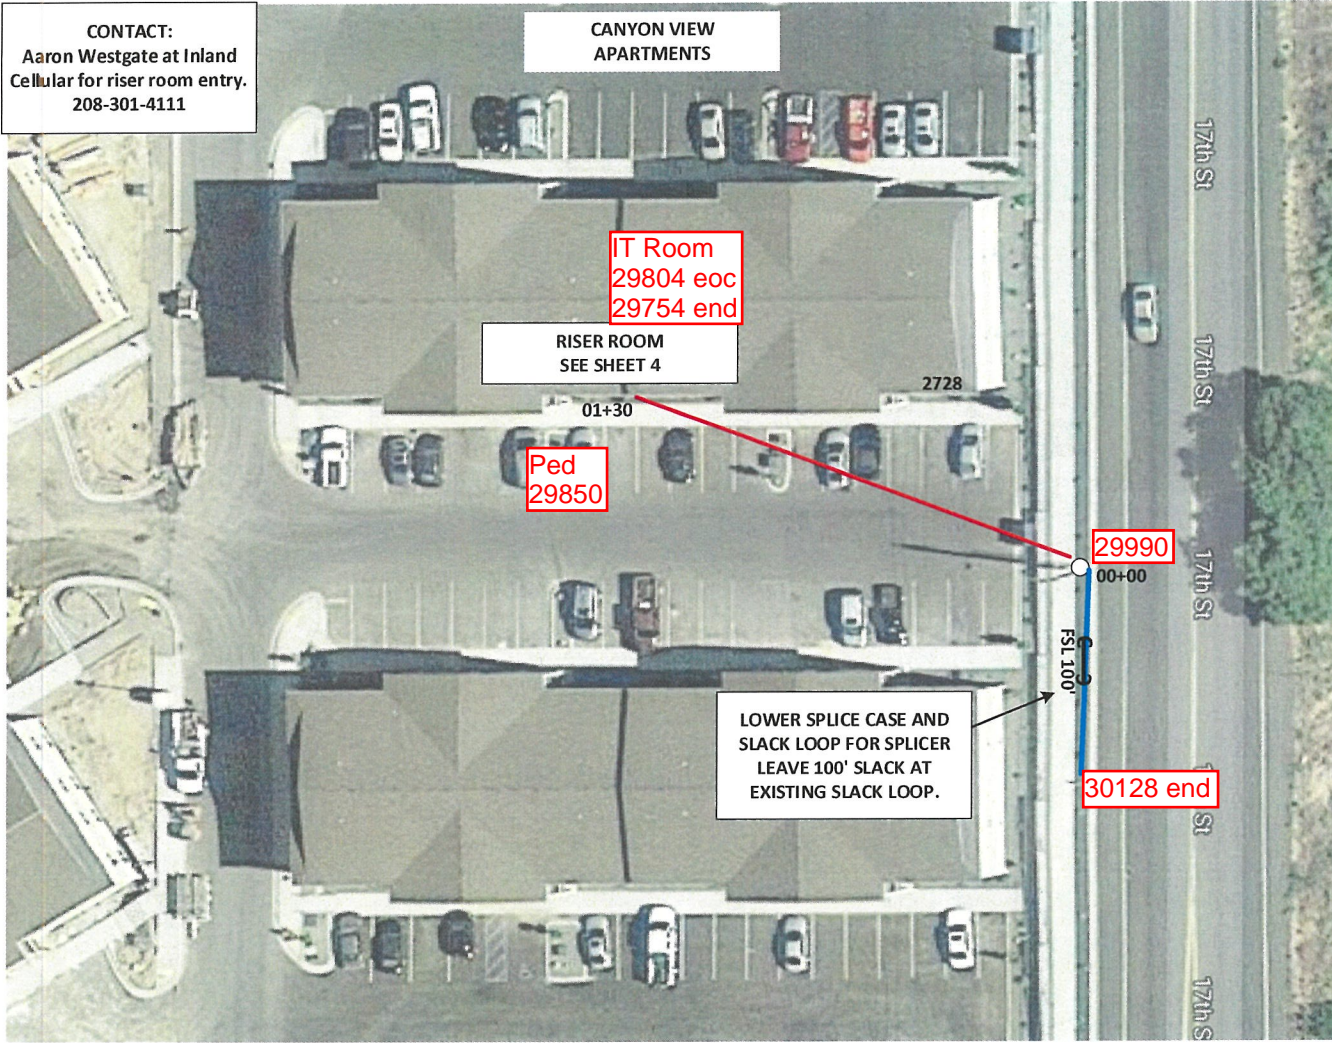 CONTACT:
Aaron Westgate at Inland
Cellular for riser room entry.
208-301-4111
CANYON VIEW
APARTMENTS
17th St
IT Room
29804 eoc
29754 end
RISER ROOM
SEE SHEET 4
2728
17th St
01+30
Ped
29850
29990
00+00
17th St
FSL 100'
LOWER SPLICE CASE AND
SLACK LOOP FOR SPLICER
LEAVE 100' SLACK AT
EXISTING SLACK LOOP.
30128 end
St
17th S